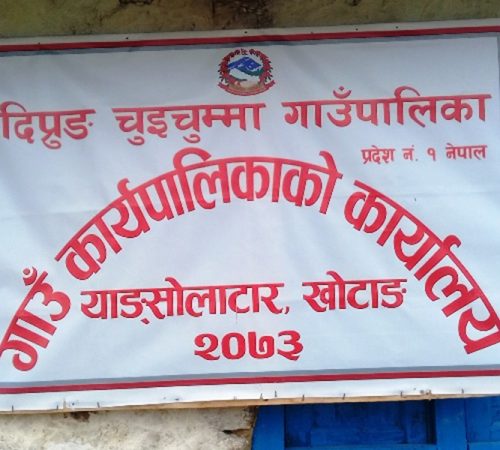 दिप्रुङ चुइचुम्मा गाउँपालिका
प्रदेश नं. १ नेपाल
गाउँ कार्यपालिकाको कार्यालय
याङ्सोलाटार, खोटाङ
२०७३